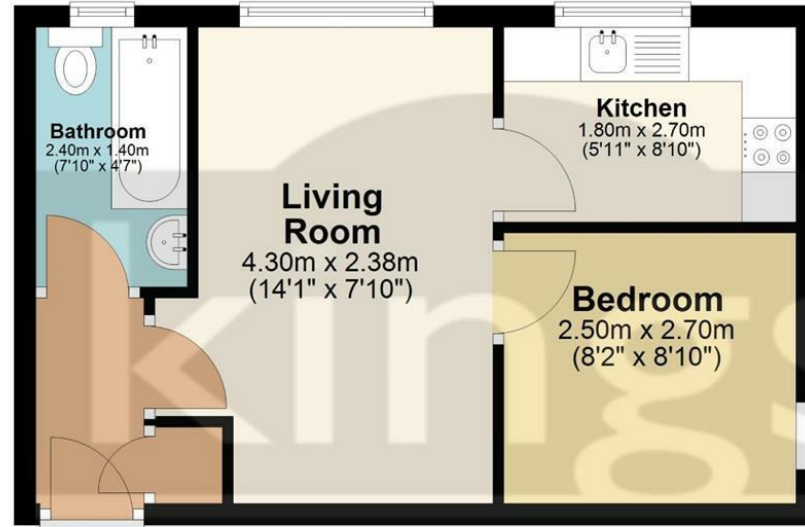 Bathroom
2.40m x 1.40m
(7'10" x 4'7")
Living
Room
4.30m x 2.38m
(14'1" x 7'10")
Kitchen
1.80m x 2.70m
(5'11" x 8'10")
Bedroom
2.50m x 2.70m
(8'2" x 8'10")
kings